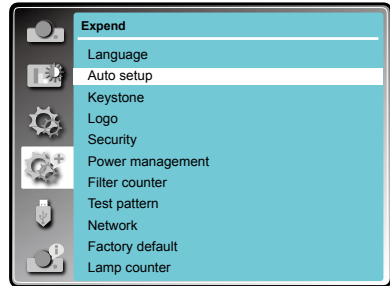 Expend
Language
Auto setup
Keystone
Logo
Security
Power management
Filter counter
Test pattern
Network
Factory default
Lamp counter